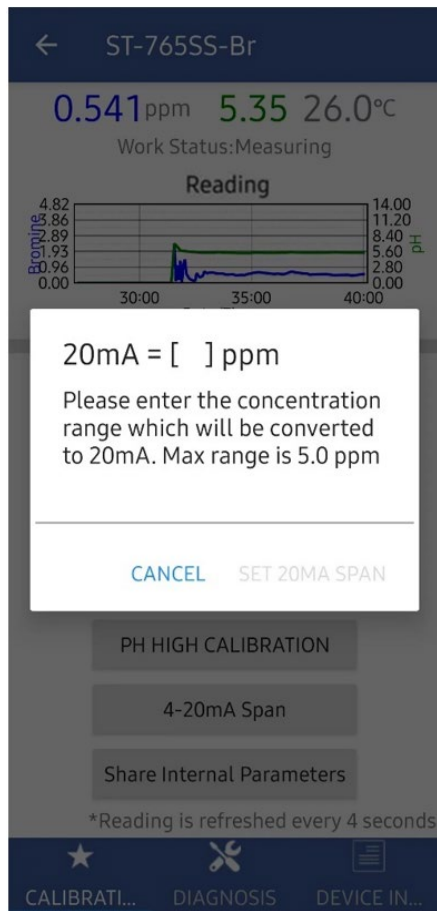 ← ST-765SS-Br
0.541ppm 5.35 26.0°C
Work Status:Measuring
Reading
4.82 14.00
3.86 11.20
2.89 8.40
1.93 5.60
0.96 2.80
0.00 0.00
Bromine
pH
30:00 35:00 40:00
20mA = [ ] ppm
Please enter the concentration
range which will be converted
to 20mA. Max range is 5.0 ppm
CANCEL SET 20MA SPAN
PH HIGH CALIBRATION
4-20mA Span
Share Internal Parameters
*Reading is refreshed every 4 seconds
CALIBRATI... DIAGNOSIS DEVICE IN...